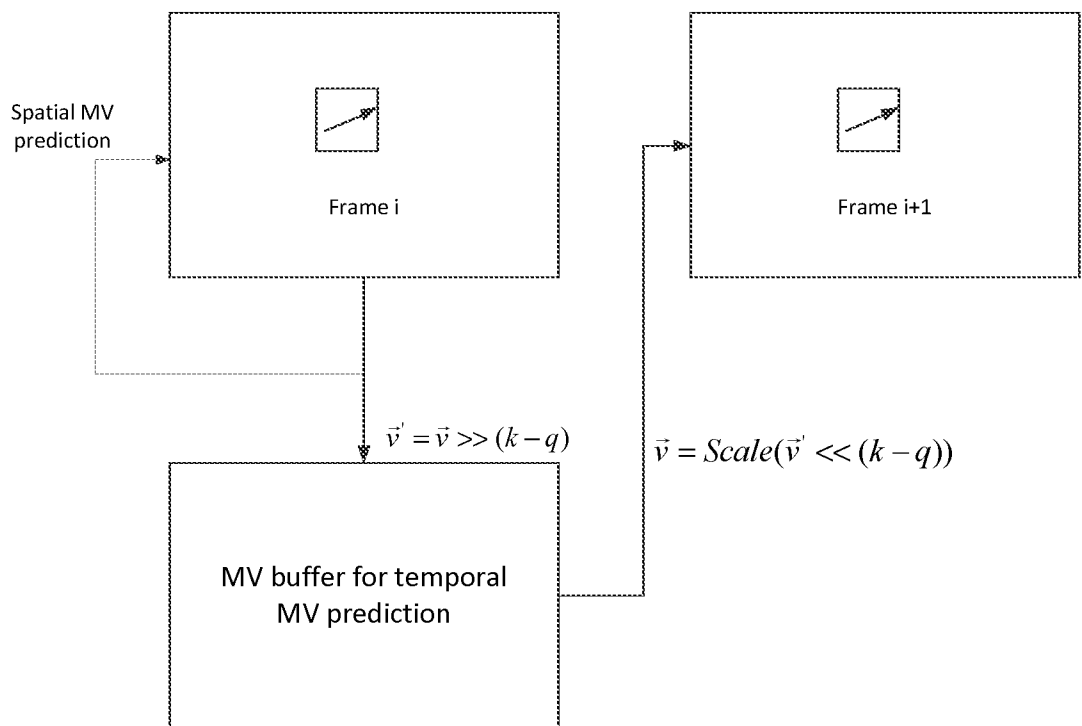 Spatial MV
prediction
Frame i
Frame i+1
v⃗' = v⃗ >> (k − q)
v⃗ = Scale(v⃗' << (k − q))
MV buffer for temporal
MV prediction